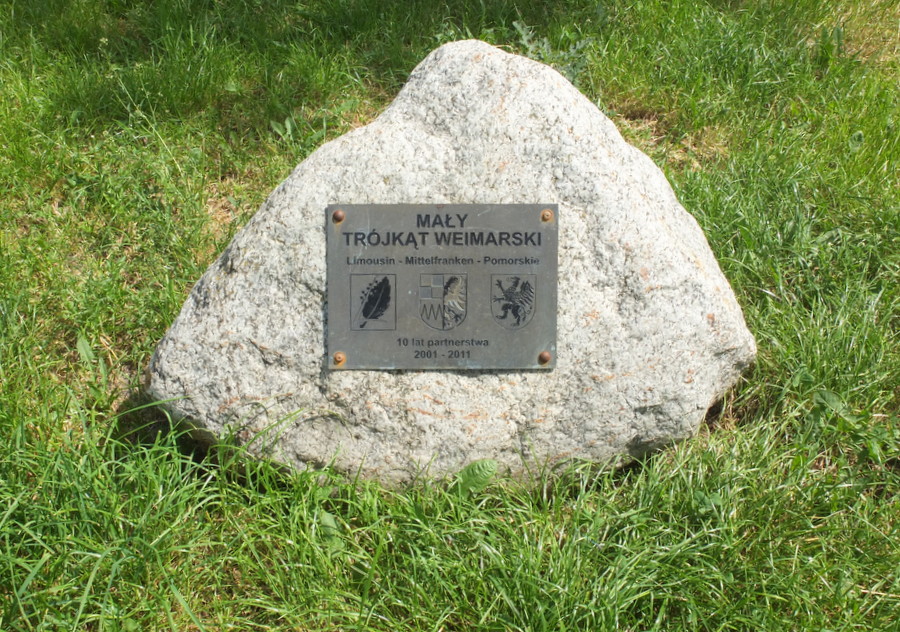 MAŁY
TRÓJKĄT WEIMARSKI
Limousin - Mittelfranken - Pomorskie
10 lat partnerstwa
2001 - 2011